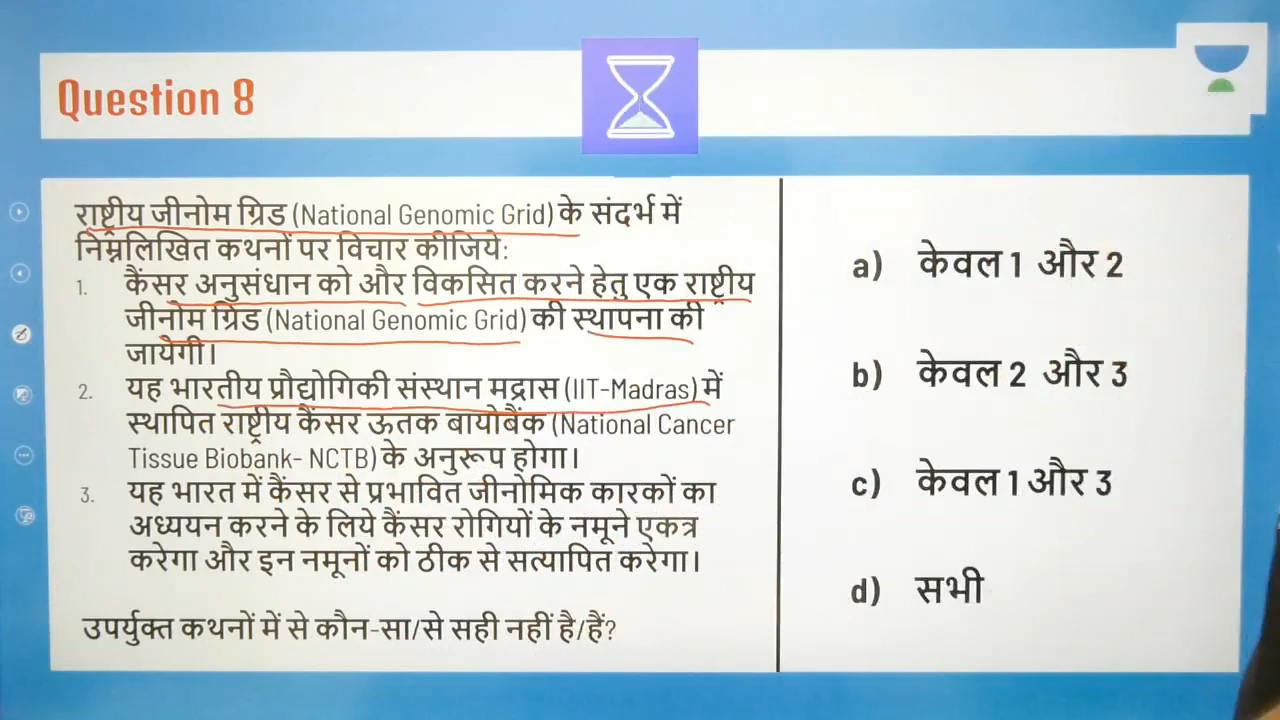 Question 8
राष्ट्रीय जीनोम ग्रिड (National Genomic Grid) के संदर्भ में
निम्नलिखित कथनों पर विचार कीजिये:
1. कैंसर अनुसंधान को और विकसित करने हेतु एक राष्ट्रीय
जीनोम ग्रिड (National Genomic Grid) की स्थापना की
जायेगी।
2. यह भारतीय प्रौद्योगिकी संस्थान मद्रास (IIT-Madras) में
स्थापित राष्ट्रीय कैंसर ऊतक बायोबैंक (National Cancer
Tissue Biobank- NCTB) के अनुरूप होगा।
3. यह भारत में कैंसर से प्रभावित जीनोमिक कारकों का
अध्ययन करने के लिये कैंसर रोगियों के नमूने एकत्र
करेगा और इन नमूनों को ठीक से सत्यापित करेगा।
उपर्युक्त कथनों में से कौन-सा/से सही नहीं है/हैं?
a) केवल 1 और 2
b) केवल 2 और 3
c) केवल 1 और 3
d) सभी